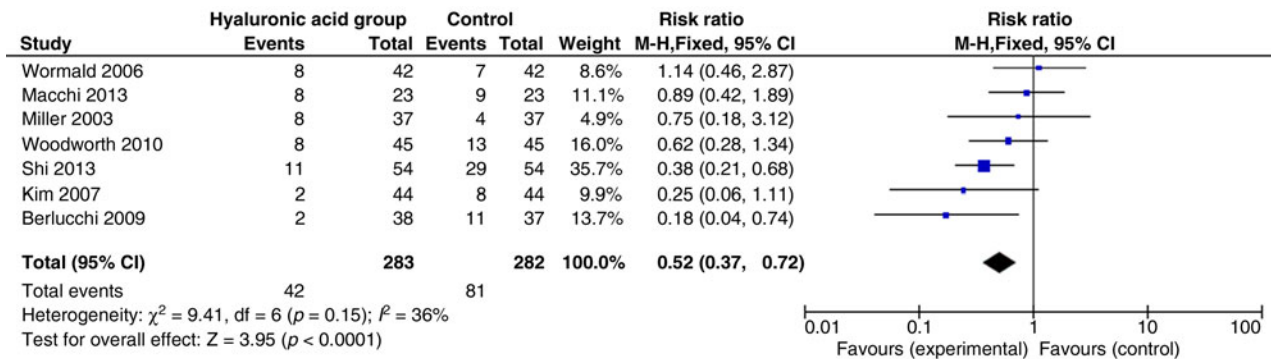 Hyaluronic acid group Control Risk ratio Risk ratio
Study Events Total Events Total Weight M-H,Fixed, 95% CI M-H,Fixed, 95% CI
Wormald 2006 8 42 7 42 8.6% 1.14 (0.46, 2.87)
Macchi 2013 8 23 9 23 11.1% 0.89 (0.42, 1.89)
Miller 2003 8 37 4 37 4.9% 0.75 (0.18, 3.12)
Woodworth 2010 8 45 13 45 16.0% 0.62 (0.28, 1.34)
Shi 2013 11 54 29 54 35.7% 0.38 (0.21, 0.68)
Kim 2007 2 44 8 44 9.9% 0.25 (0.06, 1.11)
Berlucchi 2009 2 38 11 37 13.7% 0.18 (0.04, 0.74)
Total (95% CI) 283 282 100.0% 0.52 (0.37, 0.72)
Total events 42 81
Heterogeneity: χ² = 9.41, df = 6 (p = 0.15); I² = 36%
Test for overall effect: Z = 3.95 (p < 0.0001)
0.01 0.1 1 10 100
Favours (experimental) Favours (control)